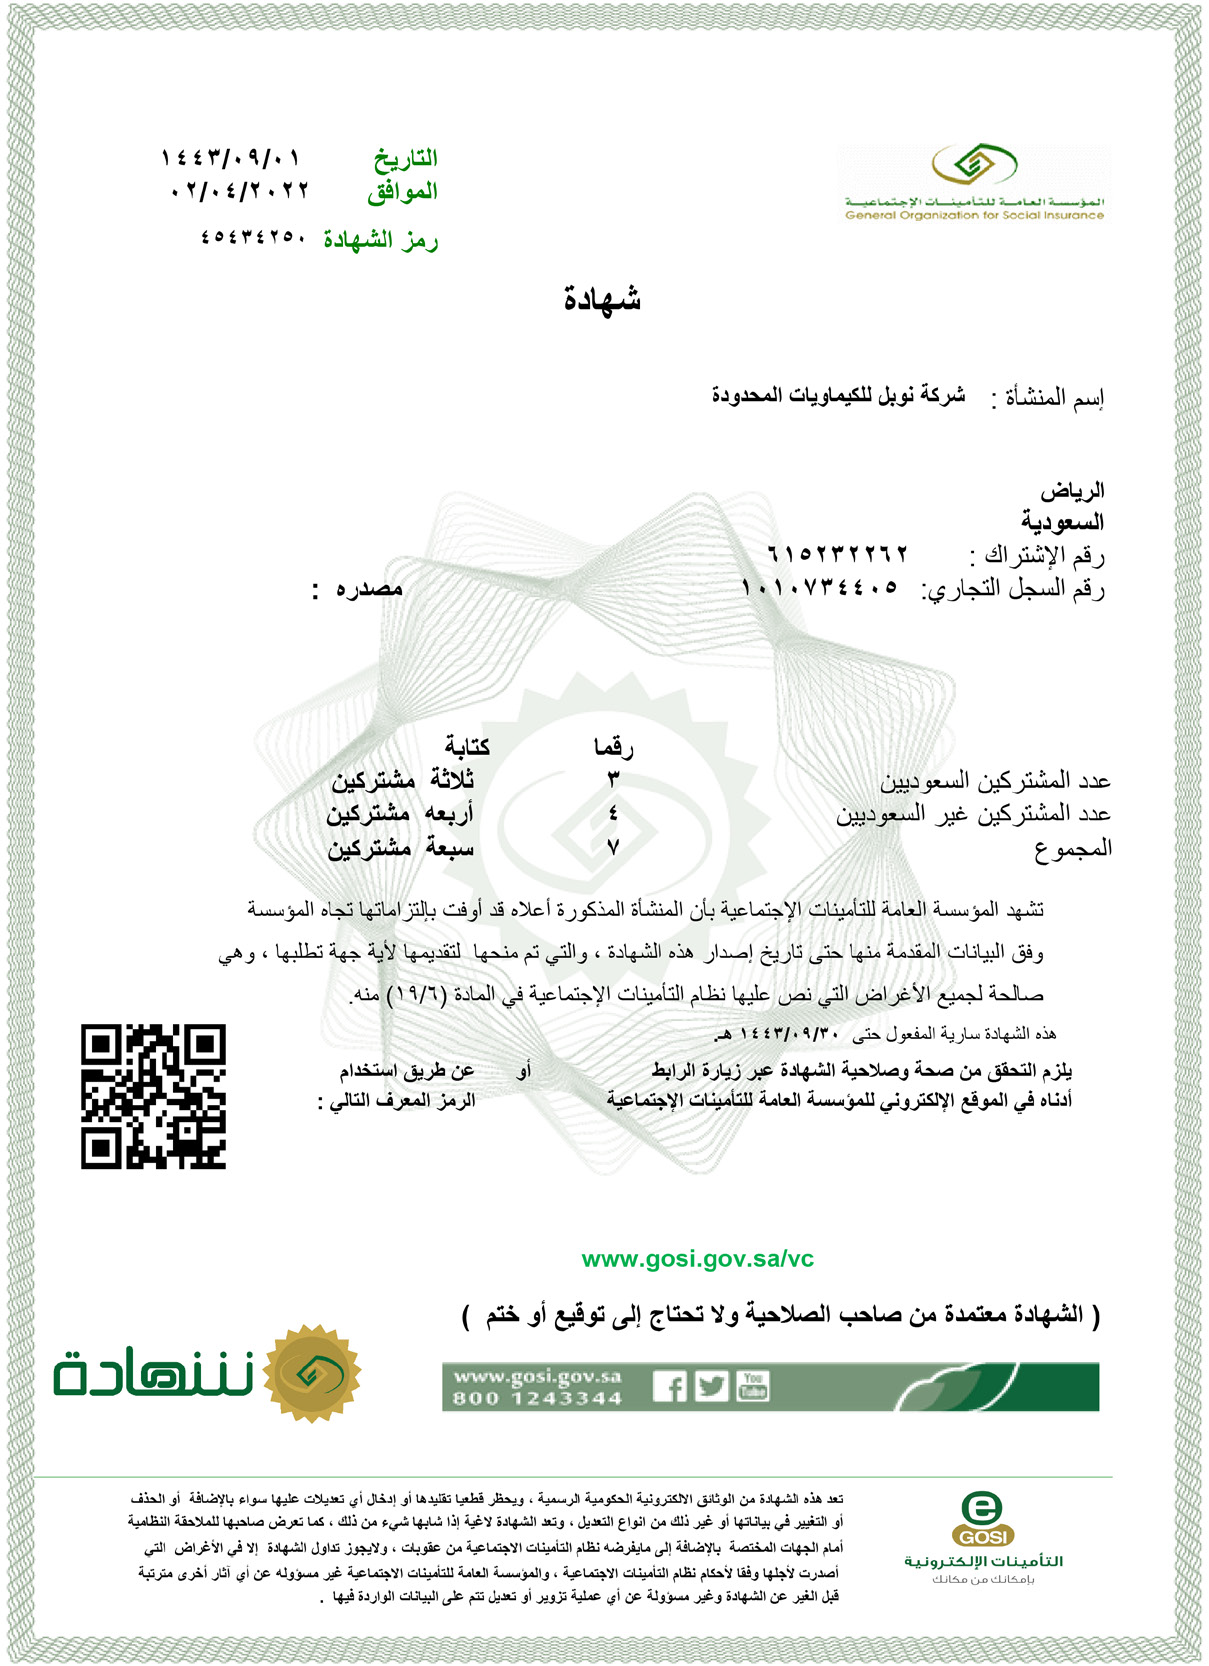 المؤسسة العامة للتأمينات الإجتماعية
General Organization for Social Insurance
التاريخ ١٤٤٣/٠٩/٠١
الموافق ٠٢/٠٤/٢٠٢٢
رمز الشهادة ٤٥٤٣٤٢٥٠
شهادة
إسم المنشأة : شركة نوبل للكيماويات المحدودة
الرياض
السعودية
رقم الإشتراك : ٦١٥٢٣٢٢٦٢
رقم السجل التجاري: ١٠١٠٧٣٤٤٠٥ مصدره :
رقما كتابة
عدد المشتركين السعوديين ٣ ثلاثة مشتركين
عدد المشتركين غير السعوديين ٤ أربعه مشتركين
المجموع ٧ سبعة مشتركين
تشهد المؤسسة العامة للتأمينات الإجتماعية بأن المنشأة المذكورة أعلاه قد أوفت بإلتزاماتها تجاه المؤسسة
وفق البيانات المقدمة منها حتى تاريخ إصدار هذه الشهادة ، والتي تم منحها لتقديمها لأية جهة تطلبها ، وهي
صالحة لجميع الأغراض التي نص عليها نظام التأمينات الإجتماعية في المادة (١٩/٦) منه.
هذه الشهادة سارية المفعول حتى ١٤٤٣/٠٩/٣٠ هـ.
يلزم التحقق من صحة وصلاحية الشهادة عبر زيارة الرابط أو عن طريق استخدام
أدناه في الموقع الإلكتروني للمؤسسة العامة للتأمينات الإجتماعية الرمز المعرف التالي :
www.gosi.gov.sa/vc
( الشهادة معتمدة من صاحب الصلاحية ولا تحتاج إلى توقيع أو ختم )
شهادة
www.gosi.gov.sa
800 1243344
You Tube
تعد هذه الشهادة من الوثائق الالكترونية الحكومية الرسمية ، ويحظر قطعيا تقليدها أو إدخال أي تعديلات عليها سواء بالإضافة أو الحذف
أو التغيير في بياناتها أو غير ذلك من انواع التعديل ، وتعد الشهادة لاغية إذا شابها شيء من ذلك ، كما تعرض صاحبها للملاحقة النظامية
أمام الجهات المختصة بالإضافة إلى مايفرضه نظام التأمينات الاجتماعية من عقوبات ، ولايجوز تداول الشهادة إلا في الأغراض التي
أصدرت لأجلها وفقا لأحكام نظام التأمينات الاجتماعية ، والمؤسسة العامة للتأمينات الاجتماعية غير مسؤوله عن أي آثار أخرى مترتبة
قبل الغير عن الشهادة وغير مسؤولة عن أي عملية تزوير أو تعديل تتم على البيانات الواردة فيها .
e
GOSI
التأمينات الإلكترونية
بإمكانك من مكانك